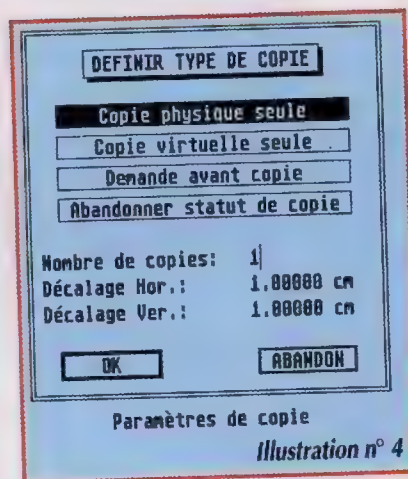 DEFINIR TYPE DE COPIE
Copie physique seule
Copie virtuelle seule
Demande avant copie
Abandonner statut de copie
Nombre de copies: 1
Décalage Hor.: 1.00000 cm
Décalage Ver.: 1.00000 cm
OK ABANDON
Paramètres de copie
Illustration n° 4